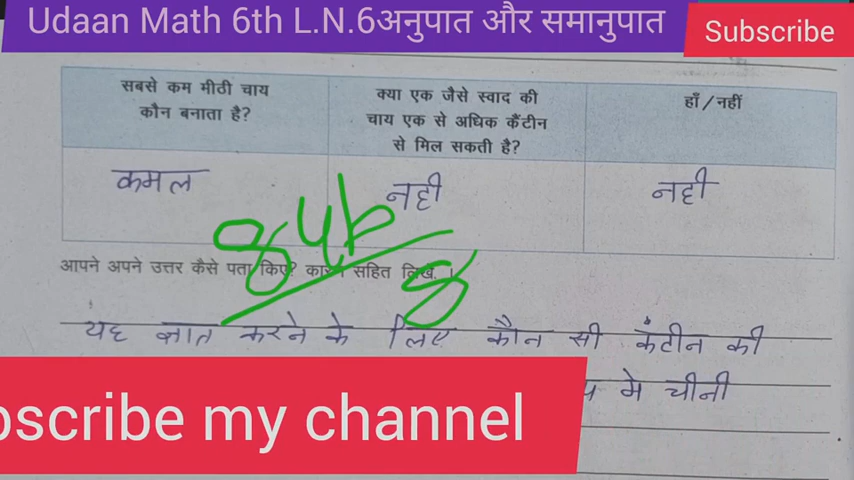 Udaan Math 6th L.N.6अनुपात और समानुपात
Subscribe
सबसे कम मीठी चाय
कौन बनाता है?
क्या एक जैसे स्वाद की
चाय एक से अधिक कैंटीन
से मिल सकती है?
हाँ/नहीं
कमल
नही
नही
आपने अपने उत्तर कैसे पता किए? कारण सहित लिखें ।
यह ज्ञात करने के लिए कौन सी कैंटीन की
मे चीनी
bscribe my channel